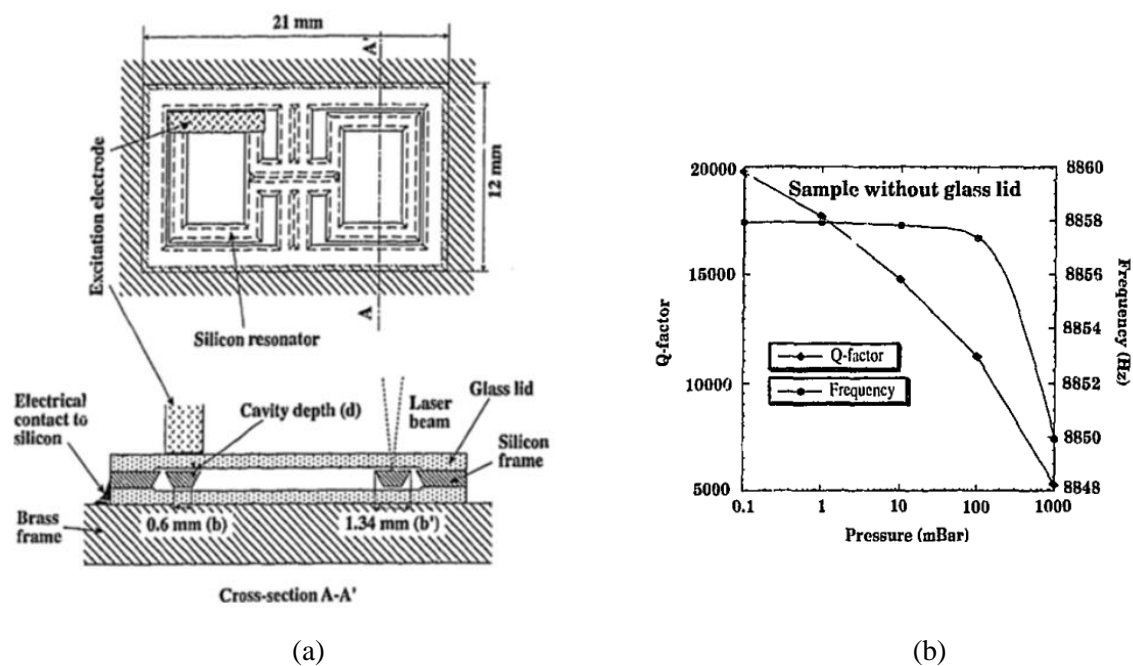 21 mm
A'
12 mm
Excitation electrode
A
Silicon resonator
Electrical
contact to
silicon
Cavity depth (d)
Laser
beam
Glass lid
Silicon
frame
Brass
frame
0.6 mm (b)
1.34 mm (b')
Cross-section A-A'
(a)
Sample without glass lid
20000
15000
10000
5000
Q-factor
8860
8858
8856
8854
8852
8850
8848
Frequency (Hz)
Q-factor
Frequency
0.1
1
10
100
1000
Pressure (mBar)
(b)